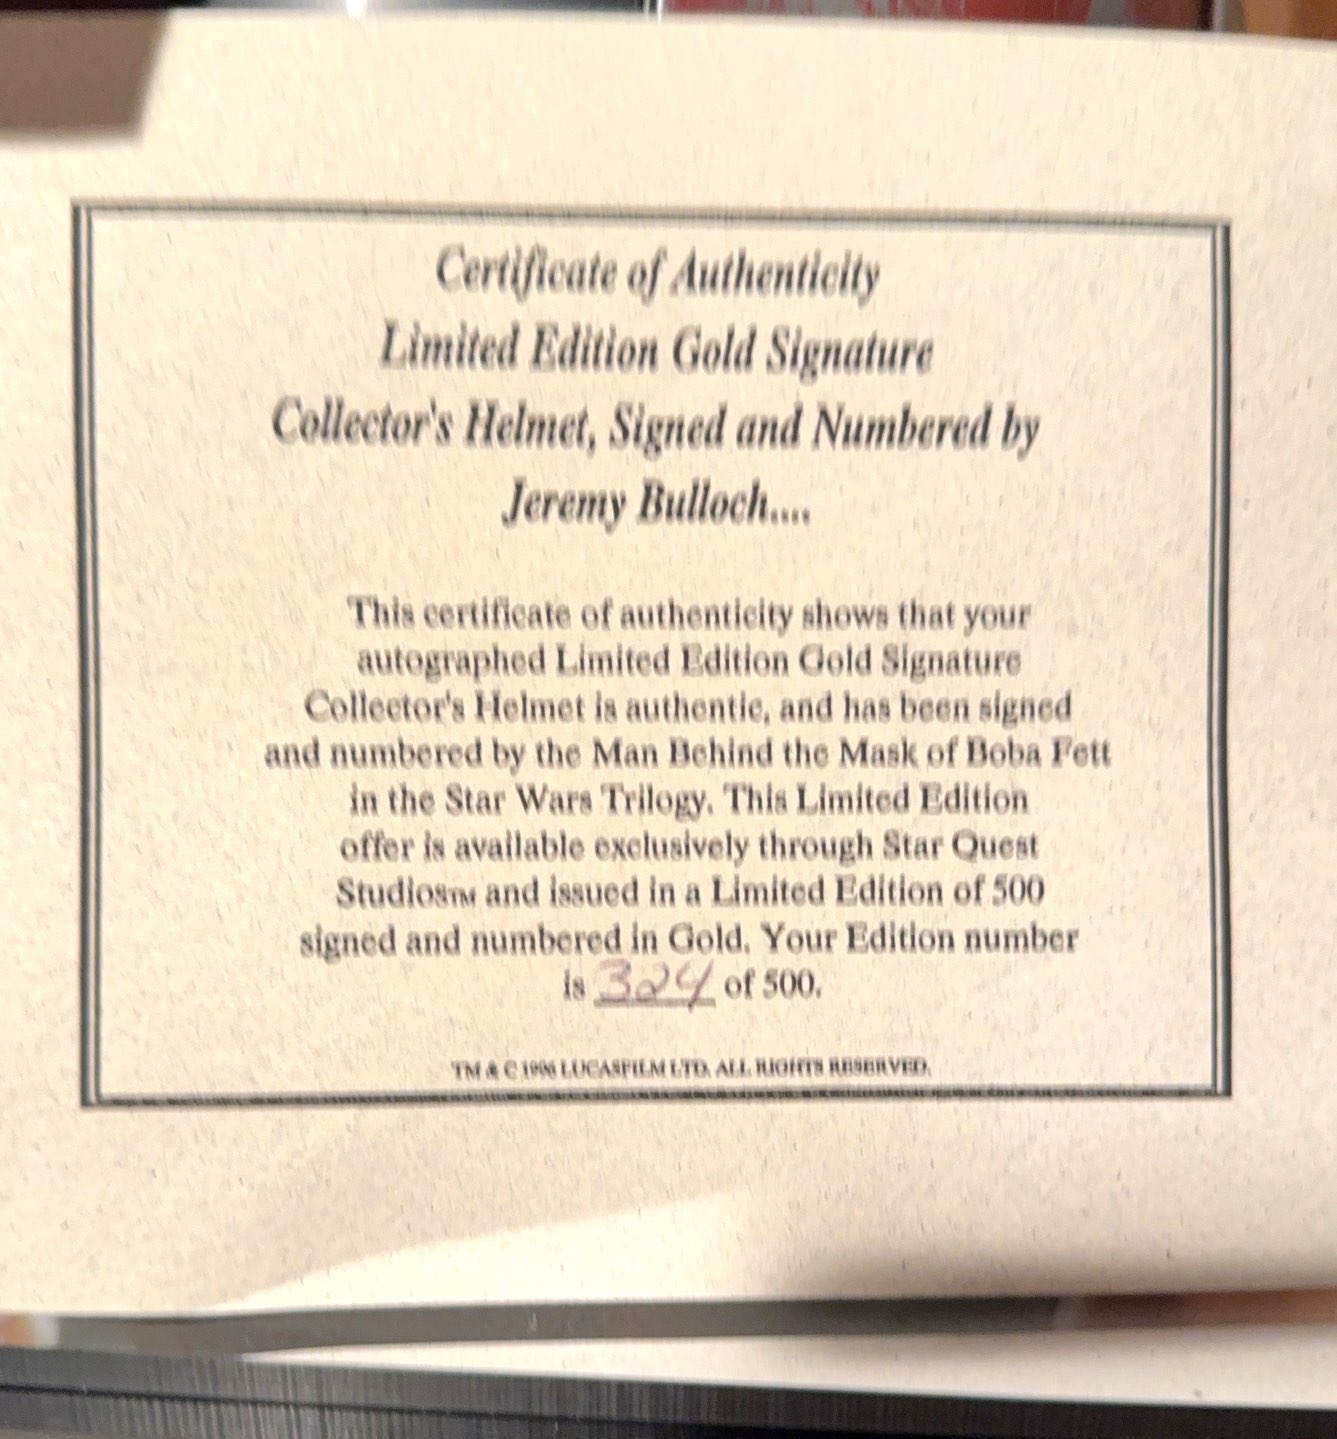 Certificate of Authenticity
Limited Edition Gold Signature
Collector's Helmet, Signed and Numbered by
Jeremy Bulloch....
This certificate of authenticity shows that your
autographed Limited Edition Gold Signature
Collector's Helmet is authentic, and has been signed
and numbered by the Man Behind the Mask of Boba Fett
in the Star Wars Trilogy. This Limited Edition
offer is available exclusively through Star Quest
Studios™ and issued in a Limited Edition of 500
signed and numbered in Gold. Your Edition number
is 324 of 500.
TM & C 1996 LUCASFILM LTD. ALL RIGHTS RESERVED.